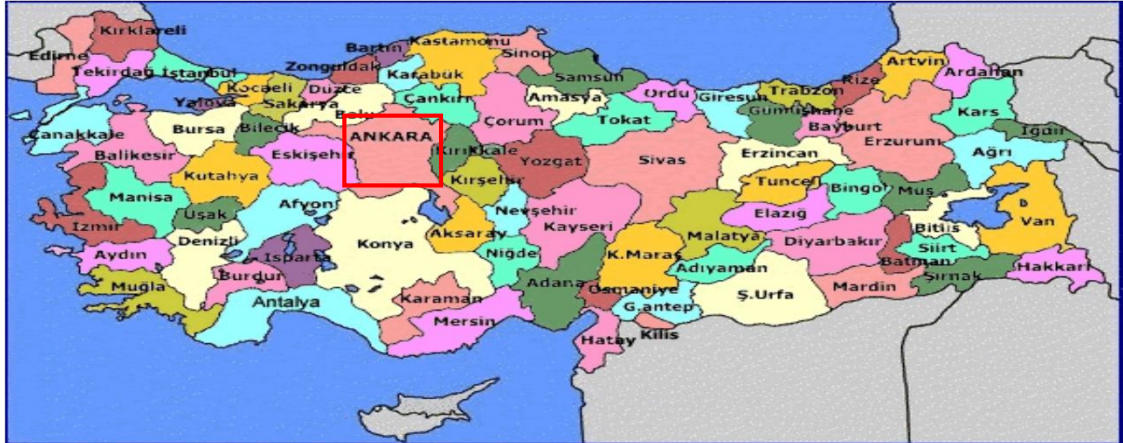 Kırklareli
Edirne
Tekirdağ
İstanbul
Kocaeli
Yalova
Sakarya
Düzce
Zonguldak
Bartın
Karabük
Kastamonu
Sinop
Çankırı
Samsun
Amasya
Çorum
Tokat
Ordu
Giresun
Trabzon
Gümüşhane
Rize
Bayburt
Artvin
Ardahan
Kars
Iğdır
Ağrı
Erzurum
Erzincan
Çanakkale
Bursa
Bilecik
Balikesir
Eskişehir
ANKARA
Kırıkkale
Kırşehir
Yozgat
Sivas
Tunceli
Bingöl
Muş
Van
Bitlis
Kutahya
Manisa
Uşak
Afyon
Izmir
Aydın
Denizli
Muğla
Burdur
Isparta
Antalya
Konya
Aksaray
Nevşehir
Niğde
Kayseri
Karaman
Mersin
Adana
K.Maraş
Osmaniye
Malatya
Adıyaman
Elazığ
Diyarbakır
Batman
Siirt
Şırnak
Hakkari
Mardin
Ş.Urfa
G.antep
Kilis
Hatay